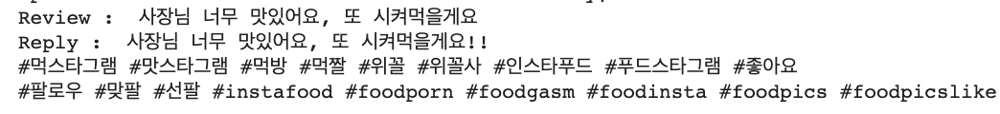 Review :  사장님 너무 맛있어요, 또 시켜먹을게요
Reply :  사장님 너무 맛있어요, 또 시켜먹을게요!!
#먹스타그램 #맛스타그램 #먹방 #먹짤 #위꼴 #위꼴사 #인스타푸드 #푸드스타그램 #좋아요
#팔로우 #맞팔 #선팔 #instafood #foodporn #foodgasm #foodinsta #foodpics #foodpicslike